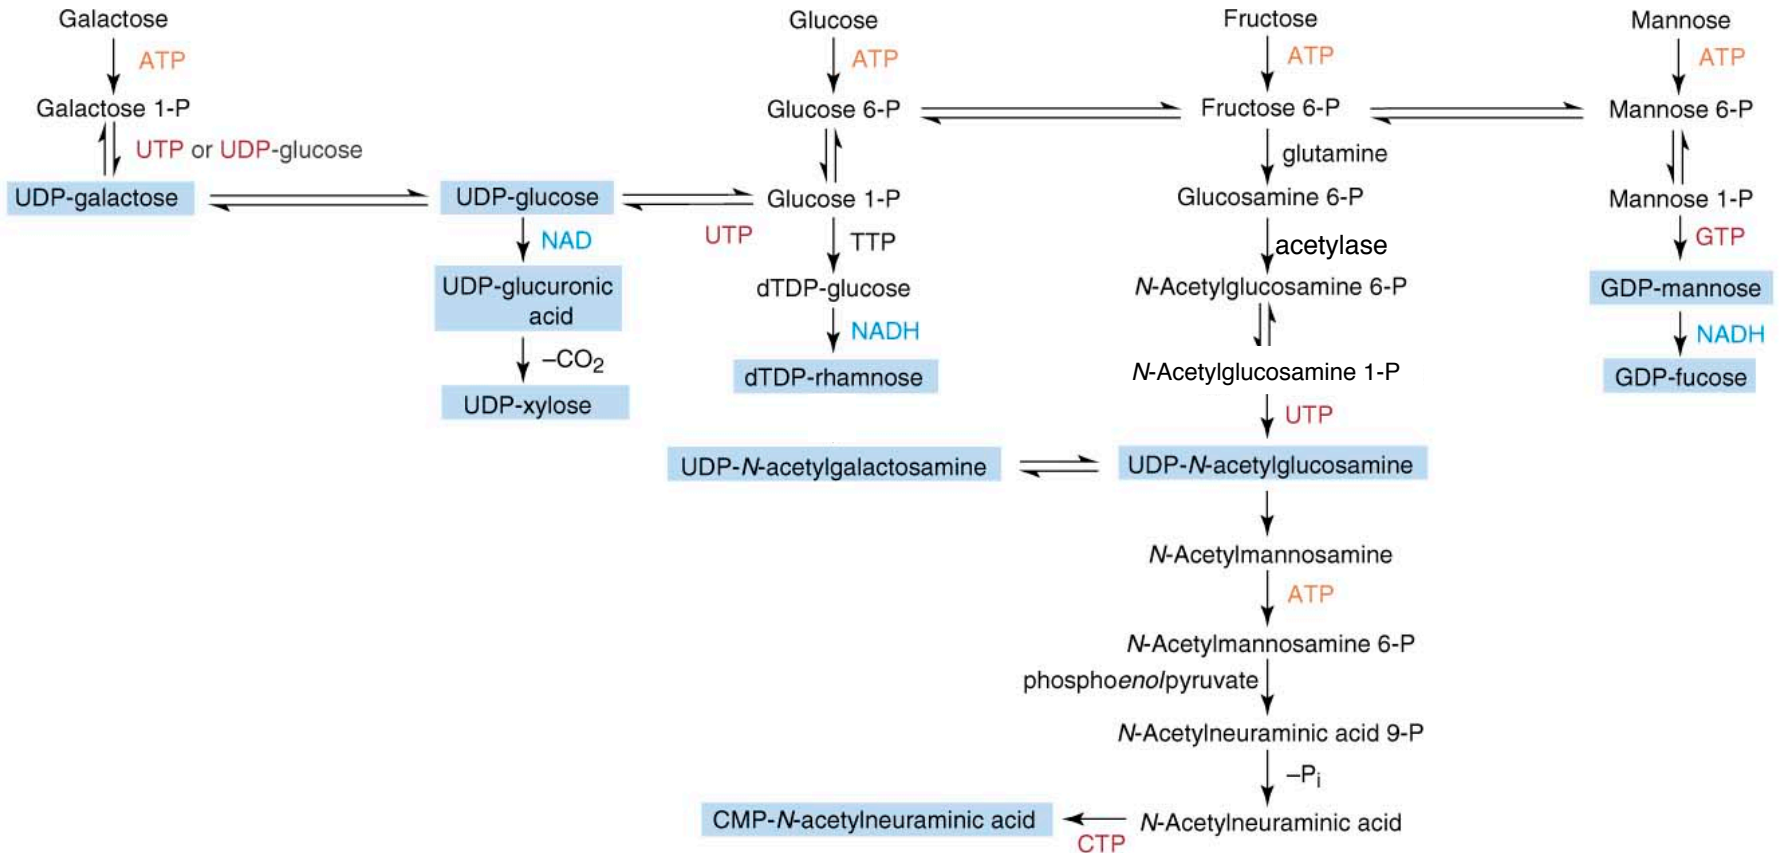 Galactose
Glucose
Fructose
Mannose
ATP
ATP
ATP
ATP
Galactose 1-P
Glucose 6-P
Fructose 6-P
Mannose 6-P
UTP or UDP-glucose
glutamine
UDP-galactose
UDP-glucose
Glucose 1-P
Glucosamine 6-P
Mannose 1-P
NAD
UTP
TTP
acetylase
GTP
UDP-glucuronic
acid
dTDP-glucose
N-Acetylglucosamine 6-P
GDP-mannose
–CO2
NADH
NADH
UDP-xylose
dTDP-rhamnose
N-Acetylglucosamine 1-P
GDP-fucose
UTP
UDP-N-acetylgalactosamine
UDP-N-acetylglucosamine
N-Acetylmannosamine
ATP
N-Acetylmannosamine 6-P
phosphoenolpyruvate
N-Acetylneuraminic acid 9-P
–Pi
CMP-N-acetylneuraminic acid
CTP
N-Acetylneuraminic acid